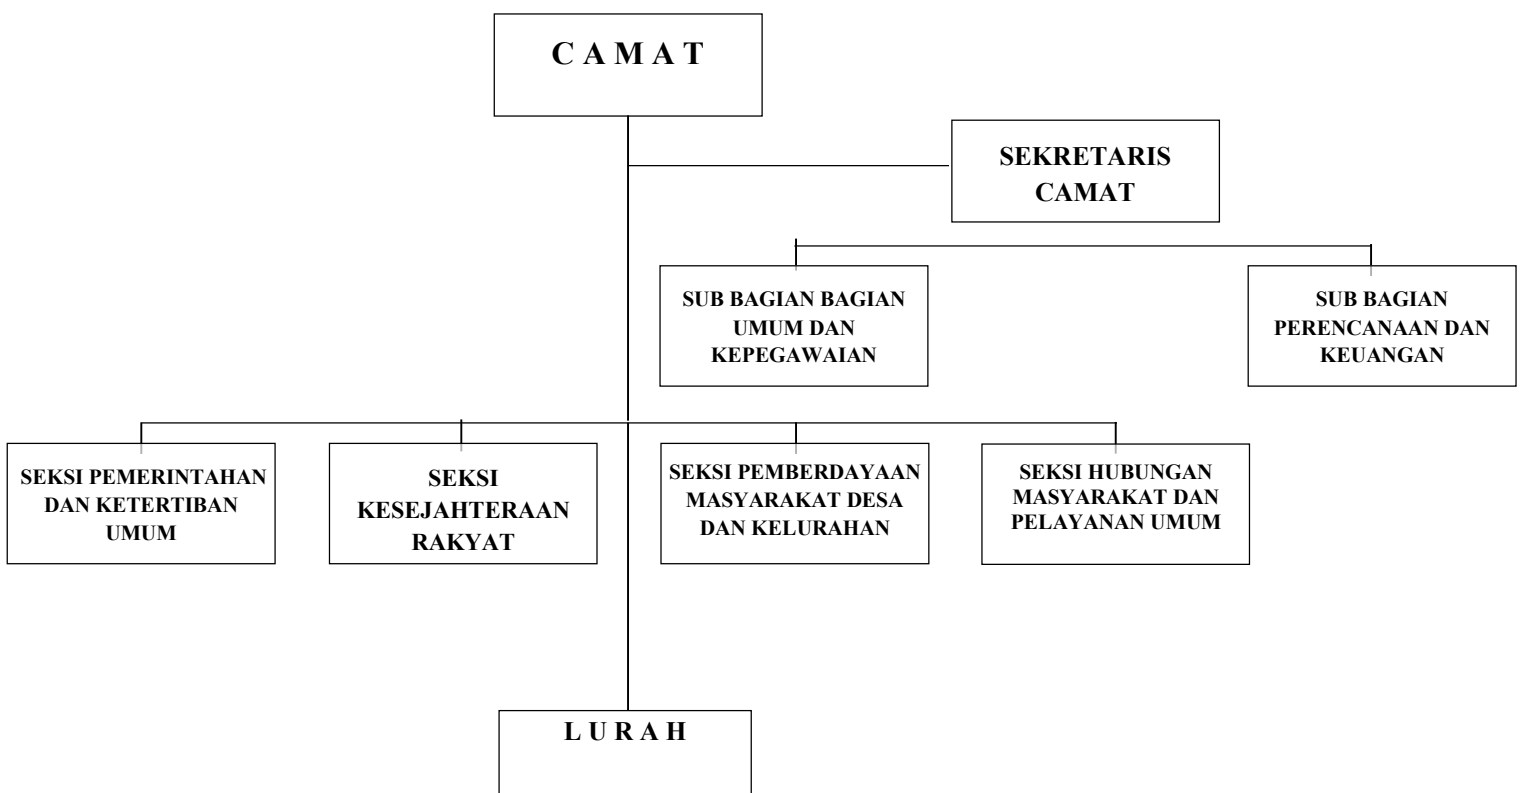 C A M A T
SEKRETARIS
CAMAT
SUB BAGIAN BAGIAN
UMUM DAN
KEPEGAWAIAN
SUB BAGIAN
PERENCANAAN DAN
KEUANGAN
SEKSI PEMERINTAHAN
DAN KETERTIBAN
UMUM
SEKSI
KESEJAHTERAAN
RAKYAT
SEKSI PEMBERDAYAAN
MASYARAKAT DESA
DAN KELURAHAN
SEKSI HUBUNGAN
MASYARAKAT DAN
PELAYANAN UMUM
L U R A H